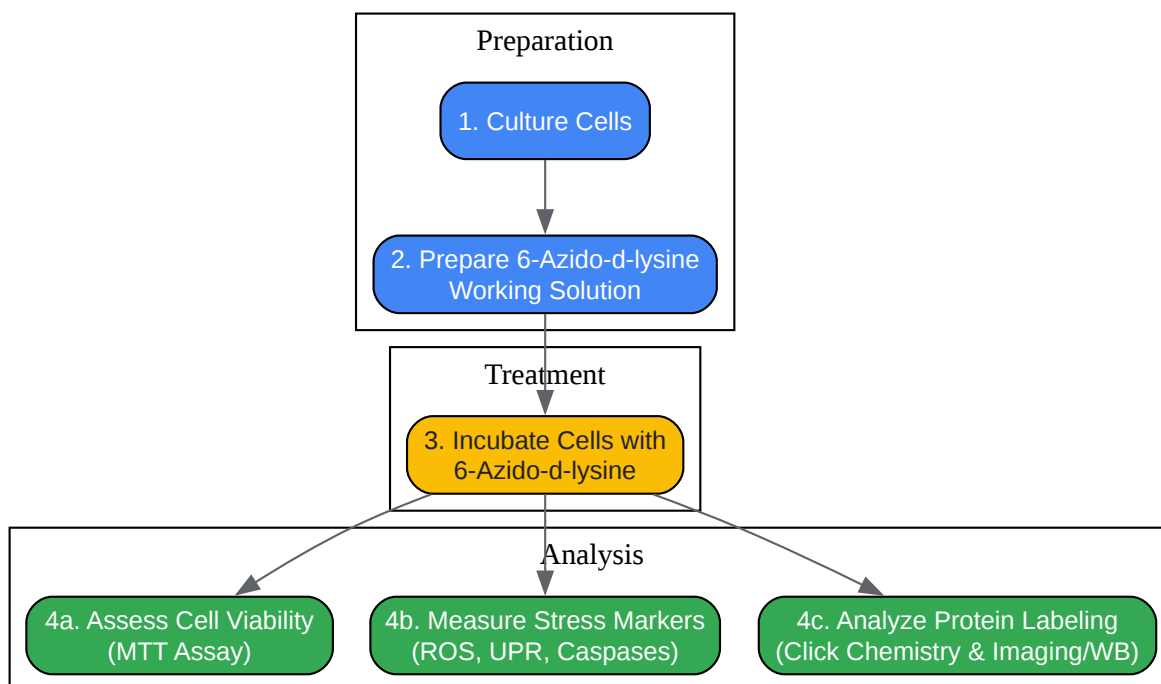 Preparation
1. Culture Cells
2. Prepare 6-Azido-d-lysine
Working Solution
Treatment
3. Incubate Cells with
6-Azido-d-lysine
Analysis
4a. Assess Cell Viability
(MTT Assay)
4b. Measure Stress Markers
(ROS, UPR, Caspases)
4c. Analyze Protein Labeling
(Click Chemistry & Imaging/WB)